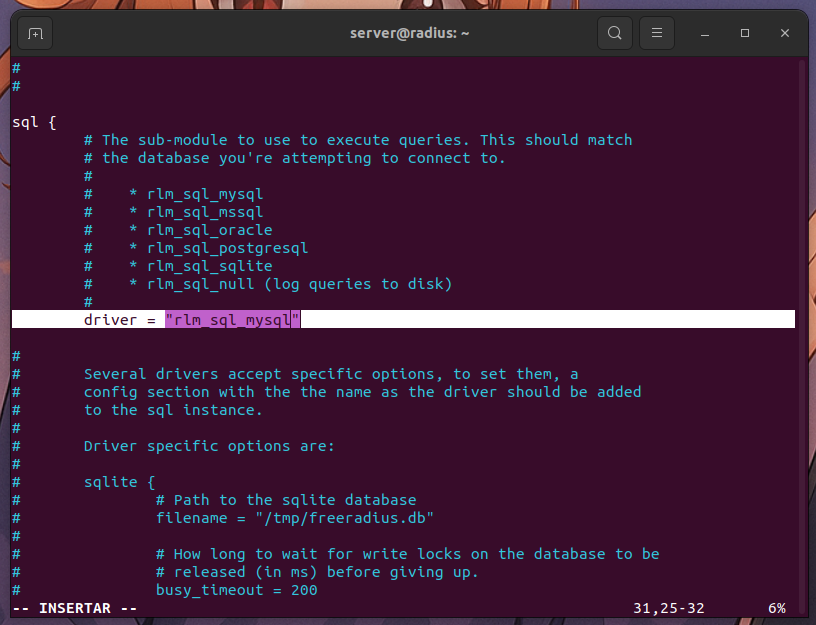 server@radius: ~
#
#
sql {
# The sub-module to use to execute queries. This should match
# the database you're attempting to connect to.
#
#    * rlm_sql_mysql
#    * rlm_sql_mssql
#    * rlm_sql_oracle
#    * rlm_sql_postgresql
#    * rlm_sql_sqlite
#    * rlm_sql_null (log queries to disk)
#
driver = "rlm_sql_mysql"
#
#       Several drivers accept specific options, to set them, a
#       config section with the the name as the driver should be added
#       to the sql instance.
#
#       Driver specific options are:
#
#       sqlite {
#               # Path to the sqlite database
#               filename = "/tmp/freeradius.db"
#
#               # How long to wait for write locks on the database to be
#               # released (in ms) before giving up.
#               busy_timeout = 200
-- INSERTAR -- 31,25-32 6%